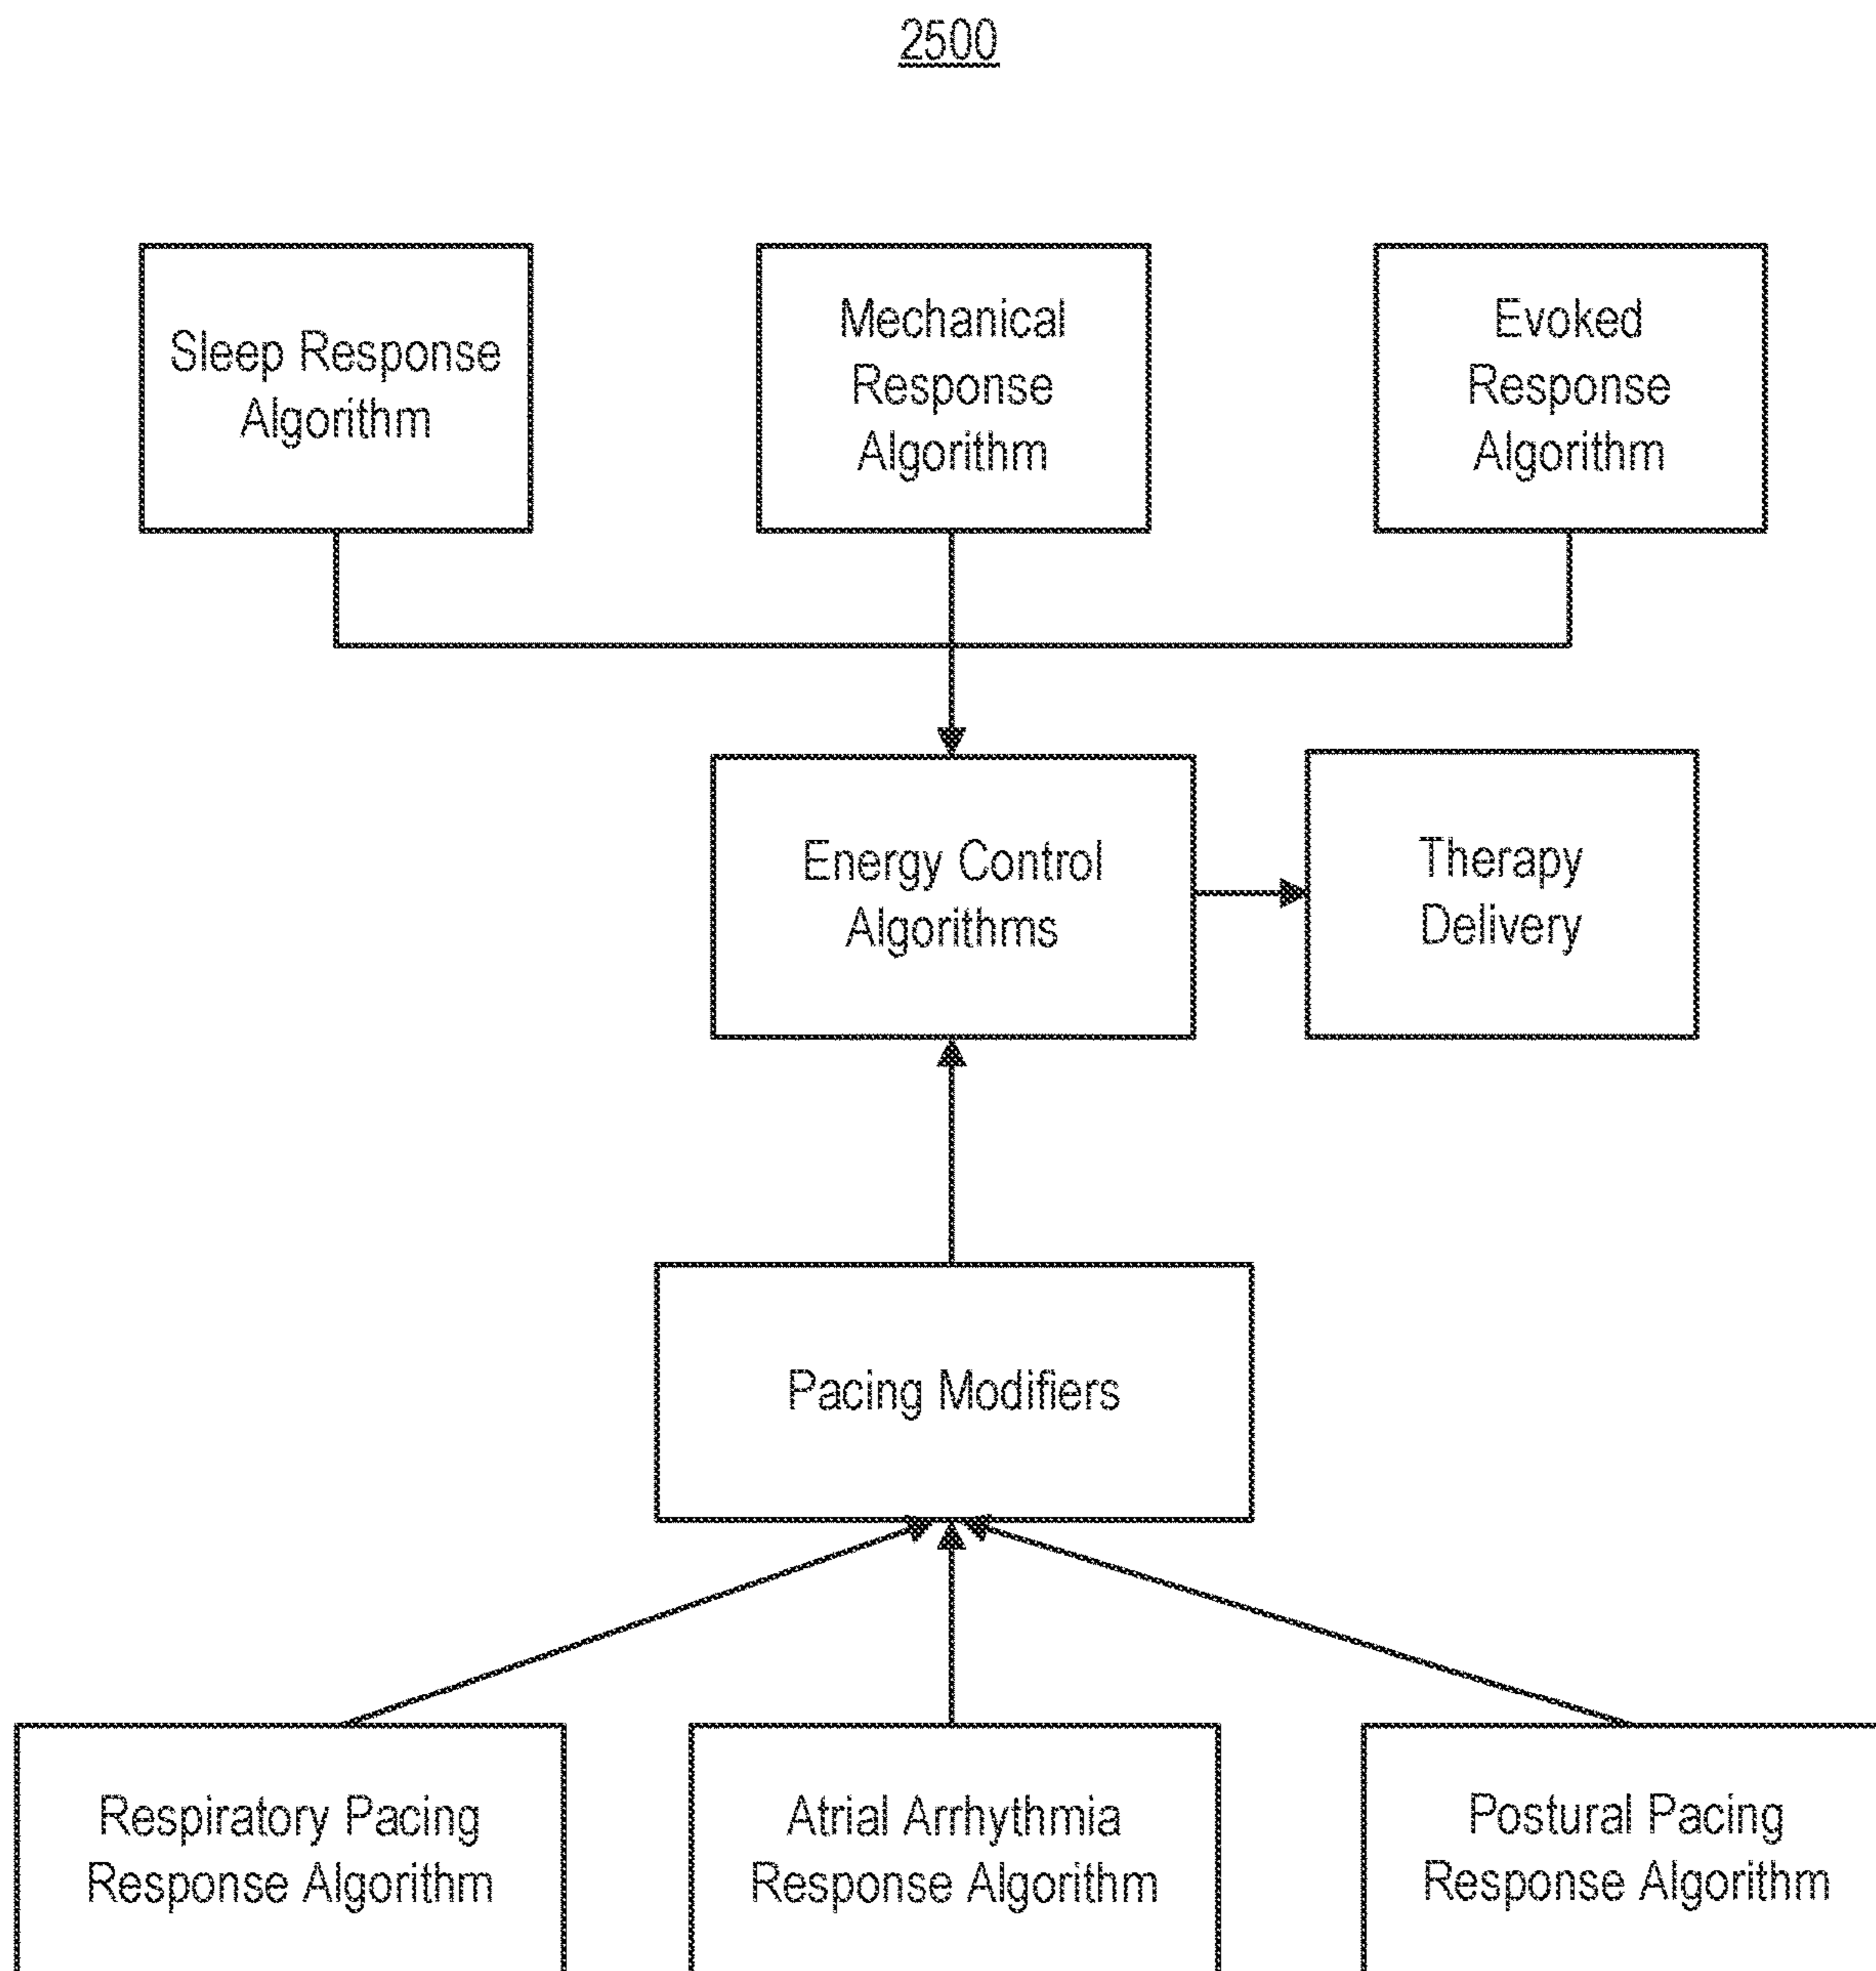 2500
Sleep Response
Algorithm
Mechanical
Response
Algorithm
Evoked
Response
Algorithm
Energy Control
Algorithms
Therapy
Delivery
Pacing Modifiers
Respiratory Pacing
Response Algorithm
Atrial Arrhythmia
Response Algorithm
Postural Pacing
Response Algorithm